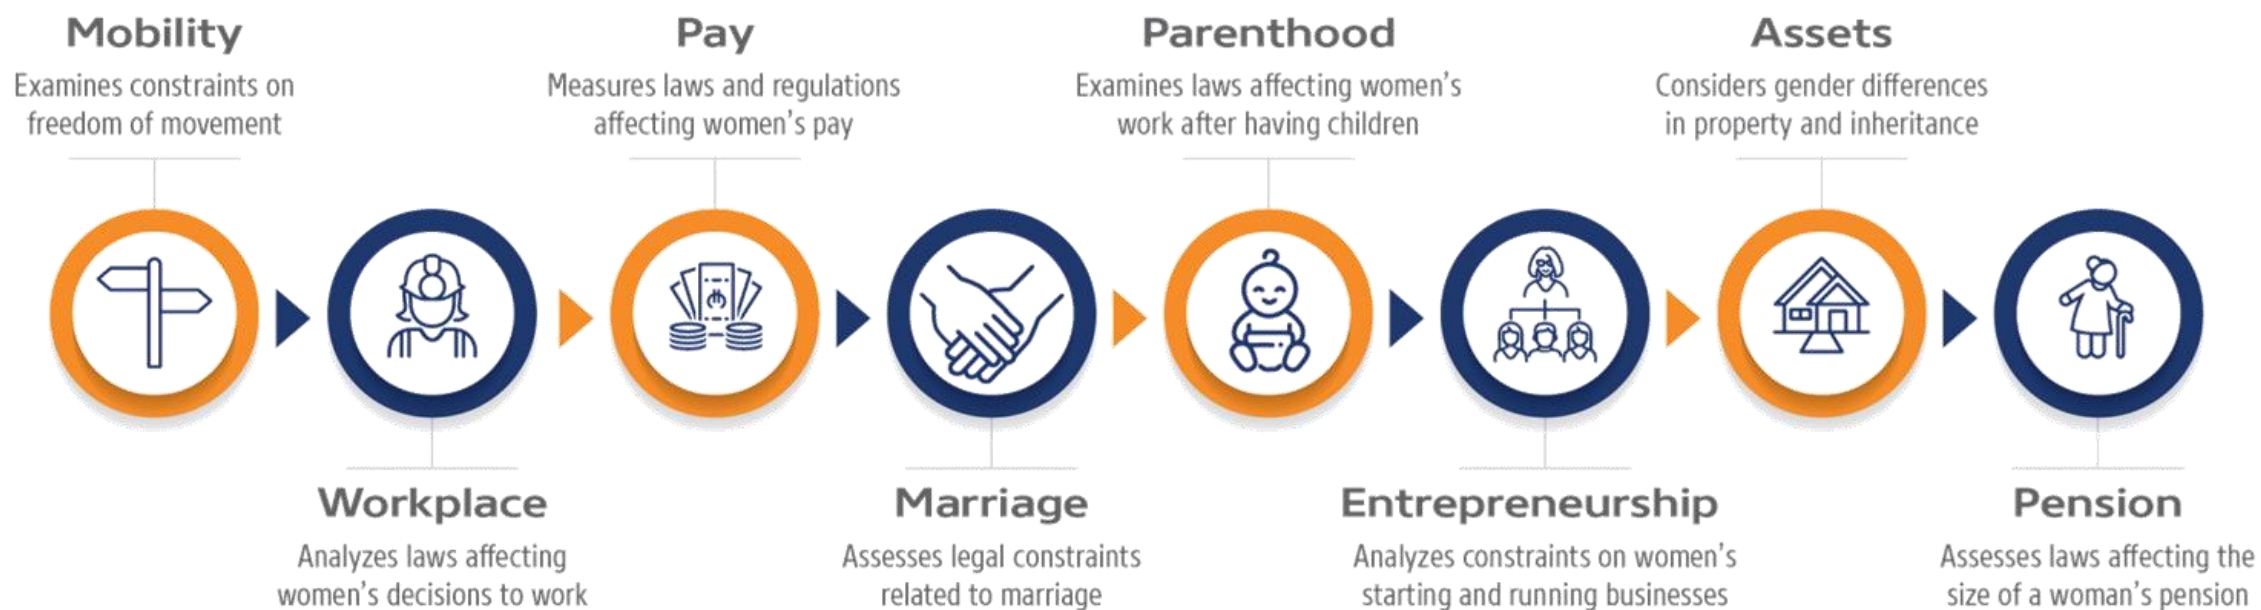 Mobility
Examines constraints on
freedom of movement
Workplace
Analyzes laws affecting
women's decisions to work
Pay
Measures laws and regulations
affecting women's pay
Marriage
Assesses legal constraints
related to marriage
Parenthood
Examines laws affecting women's
work after having children
Entrepreneurship
Analyzes constraints on women's
starting and running businesses
Assets
Considers gender differences
in property and inheritance
Pension
Assesses laws affecting the
size of a woman's pension